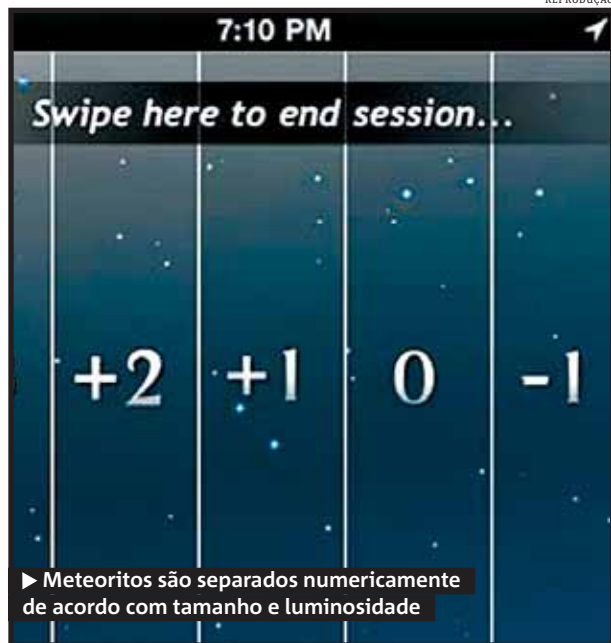 REPRODUÇÃO
7:10 PM
Swipe here to end session...
+2 +1 0 -1
▶ Meteoritos são separados numericamente
de acordo com tamanho e luminosidade